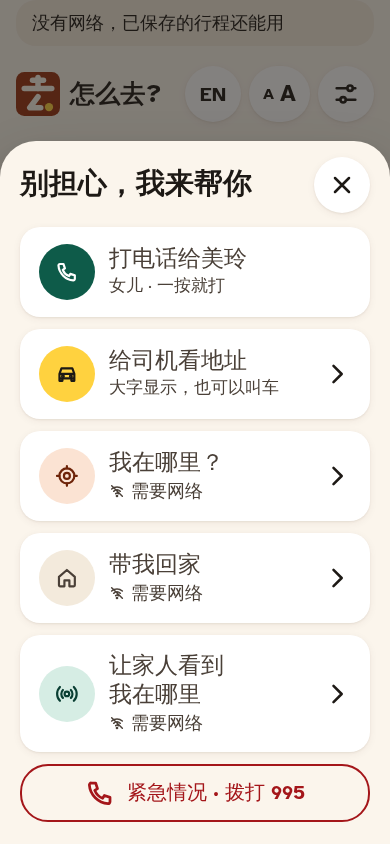 没有网络，已保存的行程还能用
去 怎么去? EN A A
别担心，我来帮你
打电话给美玲
女儿 · 一按就打
给司机看地址
大字显示，也可以叫车
我在哪里？
需要网络
带我回家
需要网络
让家人看到
我在哪里
需要网络
紧急情况 · 拨打 995